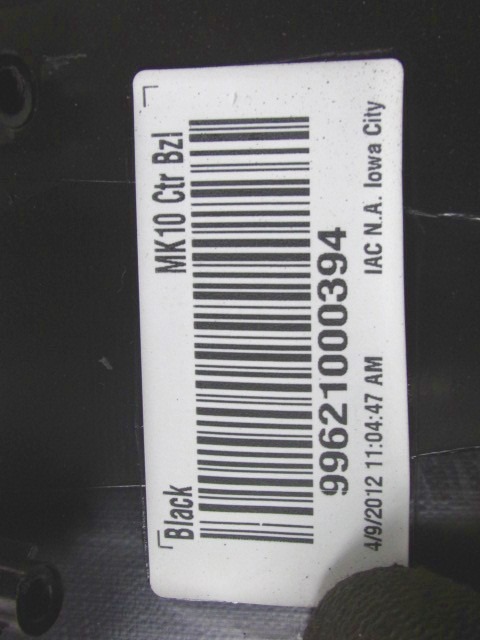 Black MK10 Ctr Bzl
99621000394
4/9/2012 11:04:47 AM IAC N.A. Iowa City